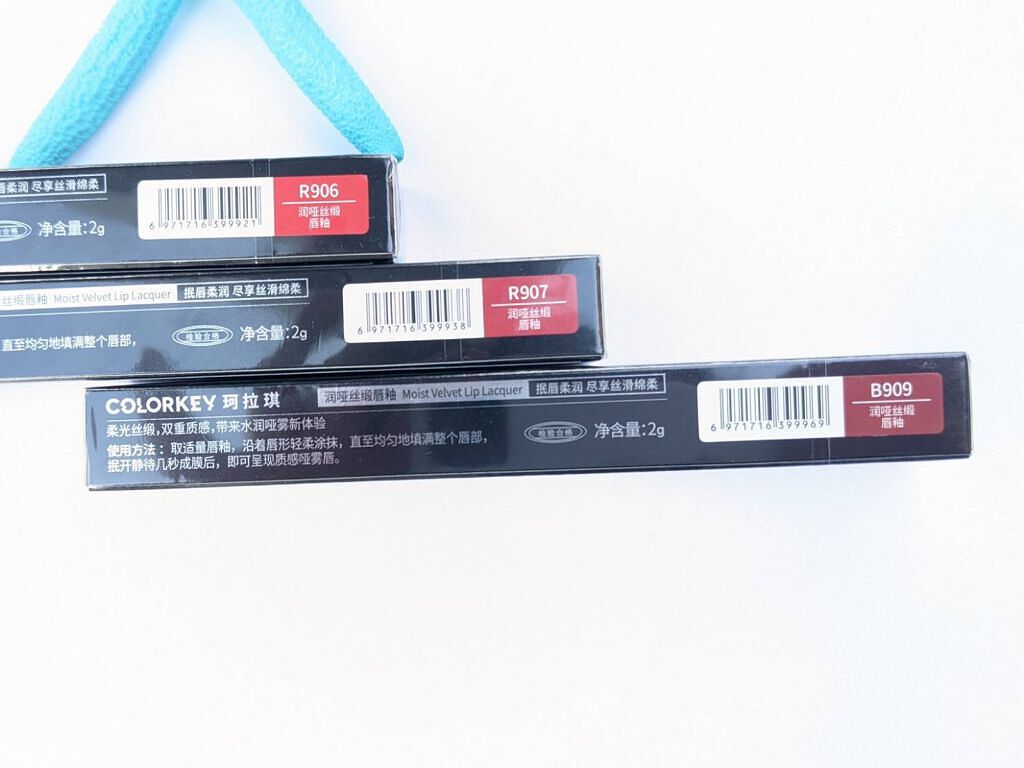 唇柔润 尽享丝滑绵柔
合格
净含量:2g
6 971716 399921
R906
润哑丝缎
唇釉
丝缎唇釉 Moist Velvet Lip Lacquer
抿唇柔润 尽享丝滑绵柔
直至均匀地填满整个唇部，
检验合格
净含量:2g
6 971716 399938
R907
润哑丝缎
唇釉
COLORKEY 珂拉琪
润哑丝缎唇釉 Moist Velvet Lip Lacquer
抿唇柔润 尽享丝滑绵柔
柔光丝缎,双重质感,带来水润哑雾新体验
使用方法：取适量唇釉，沿着唇形轻柔涂抹，直至均匀地填满整个唇部，
抿开静待几秒成膜后，即可呈现质感哑雾唇。
检验合格
净含量:2g
6 971716 399969
B909
润哑丝缎
唇釉